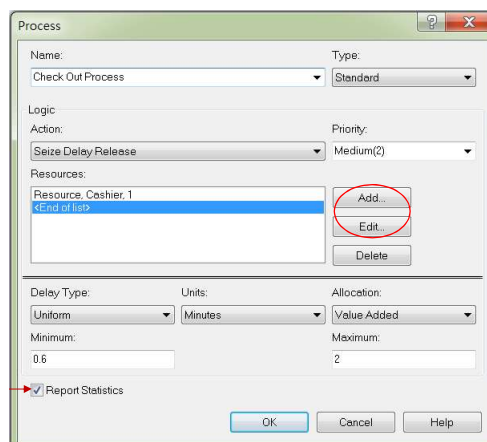 Process
Name: Type:
Check Out Process Standard
Logic
Action: Priority:
Seize Delay Release Medium(2)
Resources:
Resource, Cashier, 1
<End of list>
Add...
Edit...
Delete
Delay Type: Units: Allocation:
Uniform Minutes Value Added
Minimum: Maximum:
0.6 2
Report Statistics
OK Cancel Help